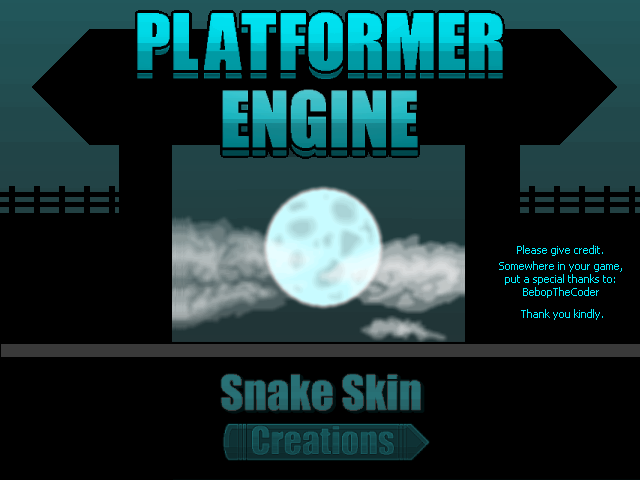 PLATFORMER
ENGINE
Please give credit.
Somewhere in your game,
put a special thanks to:
BebopTheCoder
Thank you kindly.
Snake Skin
Creations